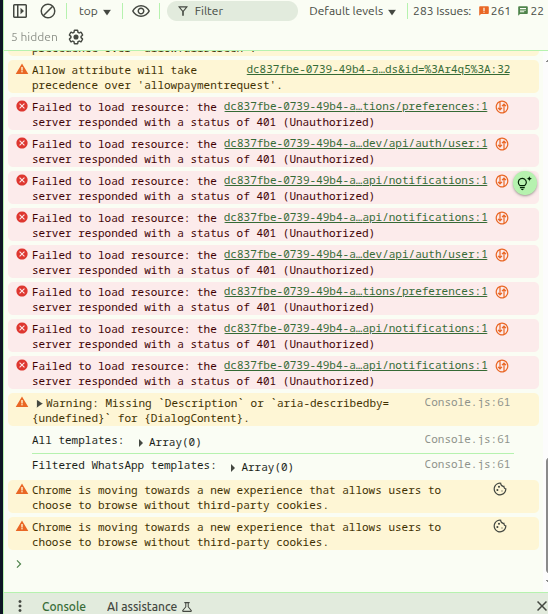 top ▼ Filter Default levels ▼ 283 Issues: 261 22
5 hidden
Allow attribute will take dc837fbe-0739-49b4-a…ds&id=%3Ar4q5%3A:32
precedence over 'allowpaymentrequest'.
Failed to load resource: the dc837fbe-0739-49b4-a…tions/preferences:1
server responded with a status of 401 (Unauthorized)
Failed to load resource: the dc837fbe-0739-49b4-a…dev/api/auth/user:1
server responded with a status of 401 (Unauthorized)
Failed to load resource: the dc837fbe-0739-49b4-a…api/notifications:1
server responded with a status of 401 (Unauthorized)
Failed to load resource: the dc837fbe-0739-49b4-a…api/notifications:1
server responded with a status of 401 (Unauthorized)
Failed to load resource: the dc837fbe-0739-49b4-a…dev/api/auth/user:1
server responded with a status of 401 (Unauthorized)
Failed to load resource: the dc837fbe-0739-49b4-a…tions/preferences:1
server responded with a status of 401 (Unauthorized)
Failed to load resource: the dc837fbe-0739-49b4-a…api/notifications:1
server responded with a status of 401 (Unauthorized)
Failed to load resource: the dc837fbe-0739-49b4-a…api/notifications:1
server responded with a status of 401 (Unauthorized)
▶Warning: Missing `Description` or `aria-describedby= Console.js:61
{undefined}` for {DialogContent}.
All templates: ▶ Array(0) Console.js:61
Filtered WhatsApp templates: ▶ Array(0) Console.js:61
Chrome is moving towards a new experience that allows users to
choose to browse without third-party cookies.
Chrome is moving towards a new experience that allows users to
choose to browse without third-party cookies.
>
Console AI assistance